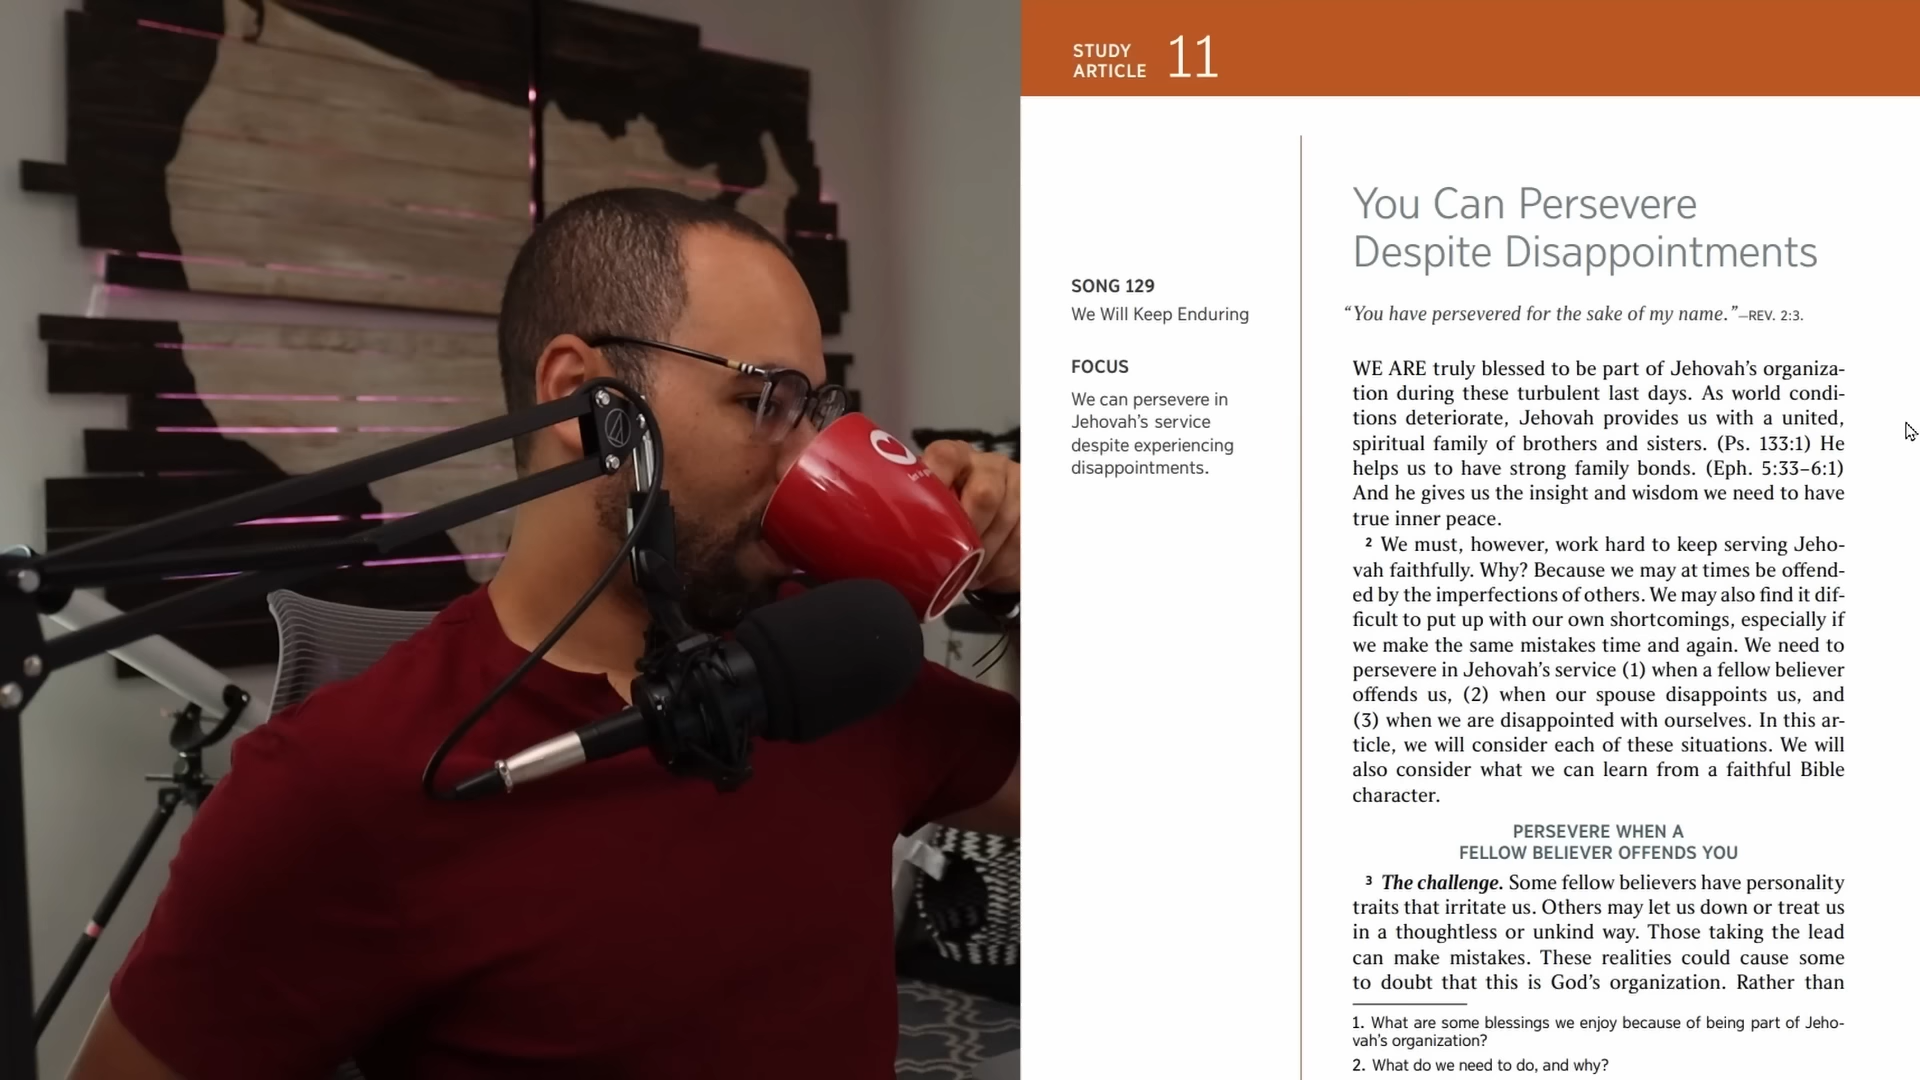 STUDY
ARTICLE 11
You Can Persevere
Despite Disappointments
SONG 129
We Will Keep Enduring
FOCUS
We can persevere in
Jehovah’s service
despite experiencing
disappointments.
“You have persevered for the sake of my name.”—REV. 2:3.
WE ARE truly blessed to be part of Jehovah’s organiza-
tion during these turbulent last days. As world condi-
tions deteriorate, Jehovah provides us with a united,
spiritual family of brothers and sisters. (Ps. 133:1) He
helps us to have strong family bonds. (Eph. 5:33–6:1)
And he gives us the insight and wisdom we need to have
true inner peace.
2 We must, however, work hard to keep serving Jeho-
vah faithfully. Why? Because we may at times be offend-
ed by the imperfections of others. We may also find it dif-
ficult to put up with our own shortcomings, especially if
we make the same mistakes time and again. We need to
persevere in Jehovah’s service (1) when a fellow believer
offends us, (2) when our spouse disappoints us, and
(3) when we are disappointed with ourselves. In this ar-
ticle, we will consider each of these situations. We will
also consider what we can learn from a faithful Bible
character.
PERSEVERE WHEN A
FELLOW BELIEVER OFFENDS YOU
3 The challenge. Some fellow believers have personality
traits that irritate us. Others may let us down or treat us
in a thoughtless or unkind way. Those taking the lead
can make mistakes. These realities could cause some
to doubt that this is God’s organization. Rather than
1. What are some blessings we enjoy because of being part of Jeho-
vah’s organization?
2. What do we need to do, and why?